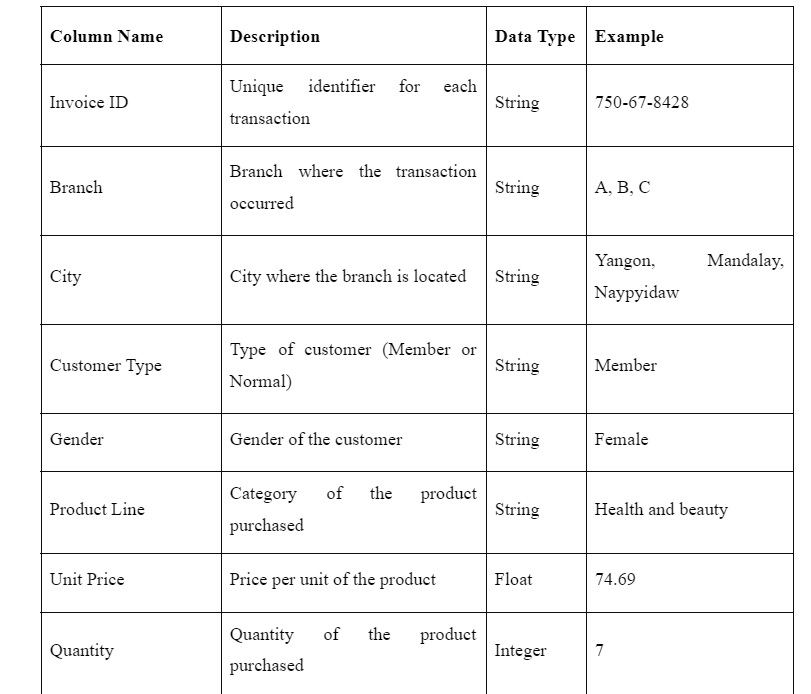 Column Name Description Data Type Example
Invoice ID Unique identifier for each transaction String 750-67-8428
Branch Branch where the transaction occurred String A, B, C
City City where the branch is located String Yangon, Mandalay, Naypyidaw
Customer Type Type of customer (Member or Normal) String Member
Gender Gender of the customer String Female
Product Line Category of the product purchased String Health and beauty
Unit Price Price per unit of the product Float 74.69
Quantity Quantity of the product purchased Integer 7